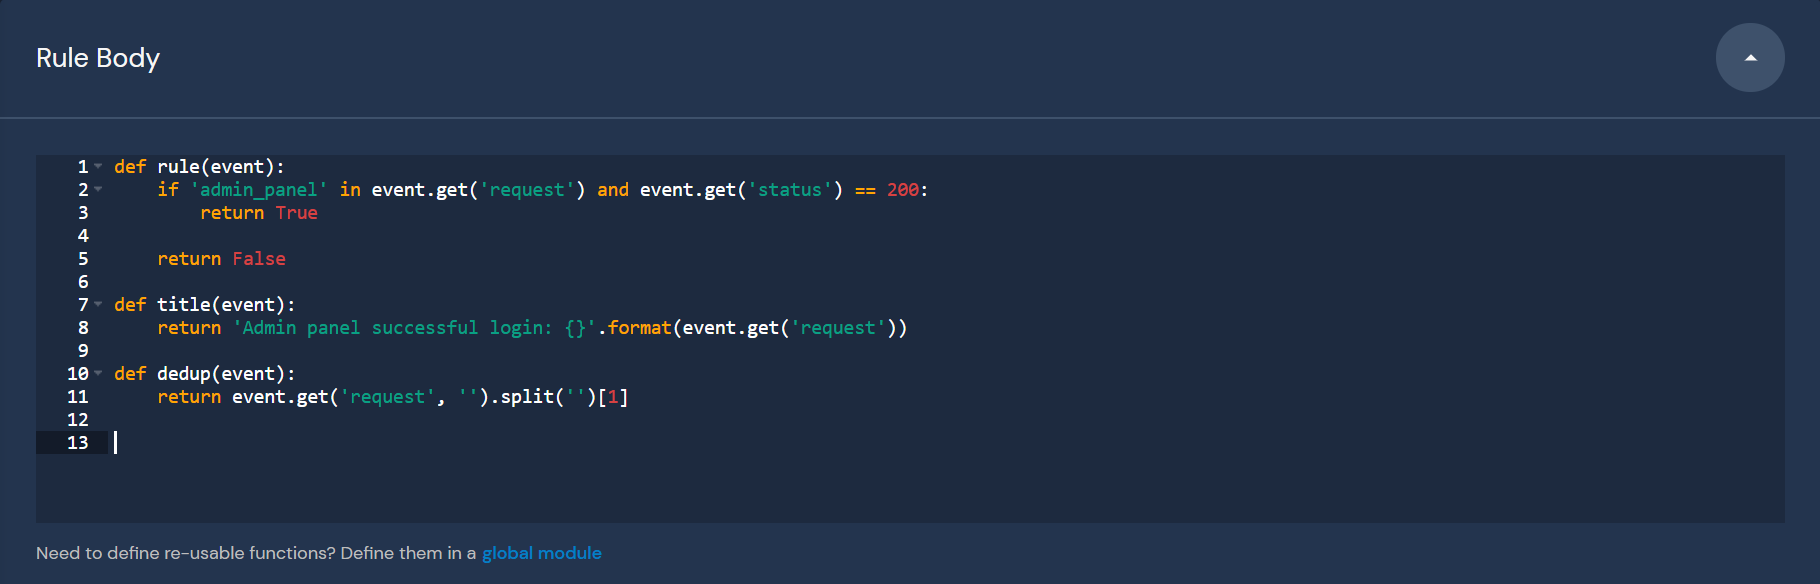 Rule Body
1 def rule(event):
2     if 'admin_panel' in event.get('request') and event.get('status') == 200:
3         return True
4
5     return False
6
7 def title(event):
8     return 'Admin panel successful login: {}'.format(event.get('request'))
9
10 def dedup(event):
11     return event.get('request', '').split('')[1]
12
13
Need to define re-usable functions? Define them in a global module